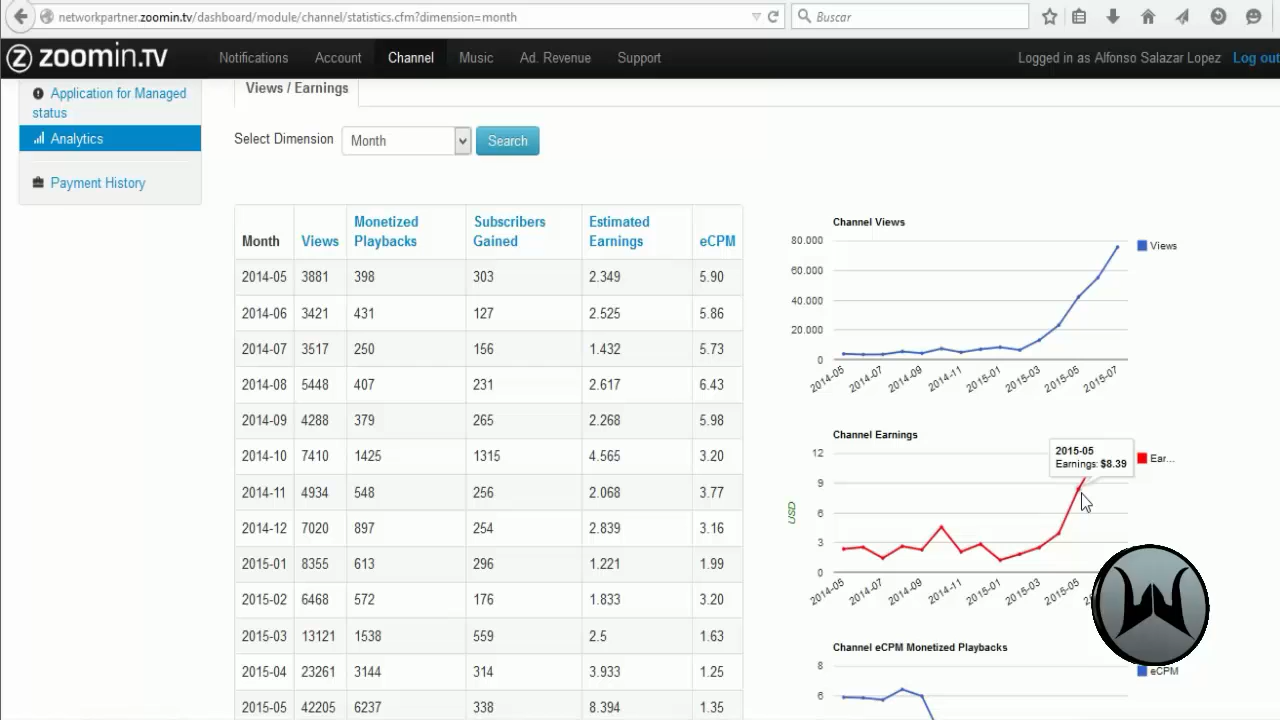 networkpartner.zoomin.tv/dashboard/module/channel/statistics.cfm?dimension=month
Buscar
zoomin.tv
Notifications Account Channel Music Ad. Revenue Support
Logged in as Alfonso Salazar Lopez Log out
Application for Managed
status
Analytics
Payment History
Views / Earnings
Select Dimension Month Search
Month Views Monetized Playbacks Subscribers Gained Estimated Earnings eCPM
2014-05 3881 398 303 2.349 5.90
2014-06 3421 431 127 2.525 5.86
2014-07 3517 250 156 1.432 5.73
2014-08 5448 407 231 2.617 6.43
2014-09 4288 379 265 2.268 5.98
2014-10 7410 1425 1315 4.565 3.20
2014-11 4934 548 256 2.068 3.77
2014-12 7020 897 254 2.839 3.16
2015-01 8355 613 296 1.221 1.99
2015-02 6468 572 176 1.833 3.20
2015-03 13121 1538 559 2.5 1.63
2015-04 23261 3144 314 3.933 1.25
2015-05 42205 6237 338 8.394 1.35
Channel Views
80.000
60.000
40.000
20.000
0
2014-05 2014-07 2014-09 2014-11 2015-01 2015-03 2015-05 2015-07
Views
Channel Earnings
12
9
6
3
0
USD
2014-05 2014-07 2014-09 2014-11 2015-01 2015-03 2015-05
2015-05
Earnings: $8.39
Ear...
Channel eCPM Monetized Playbacks
8
6
eCPM